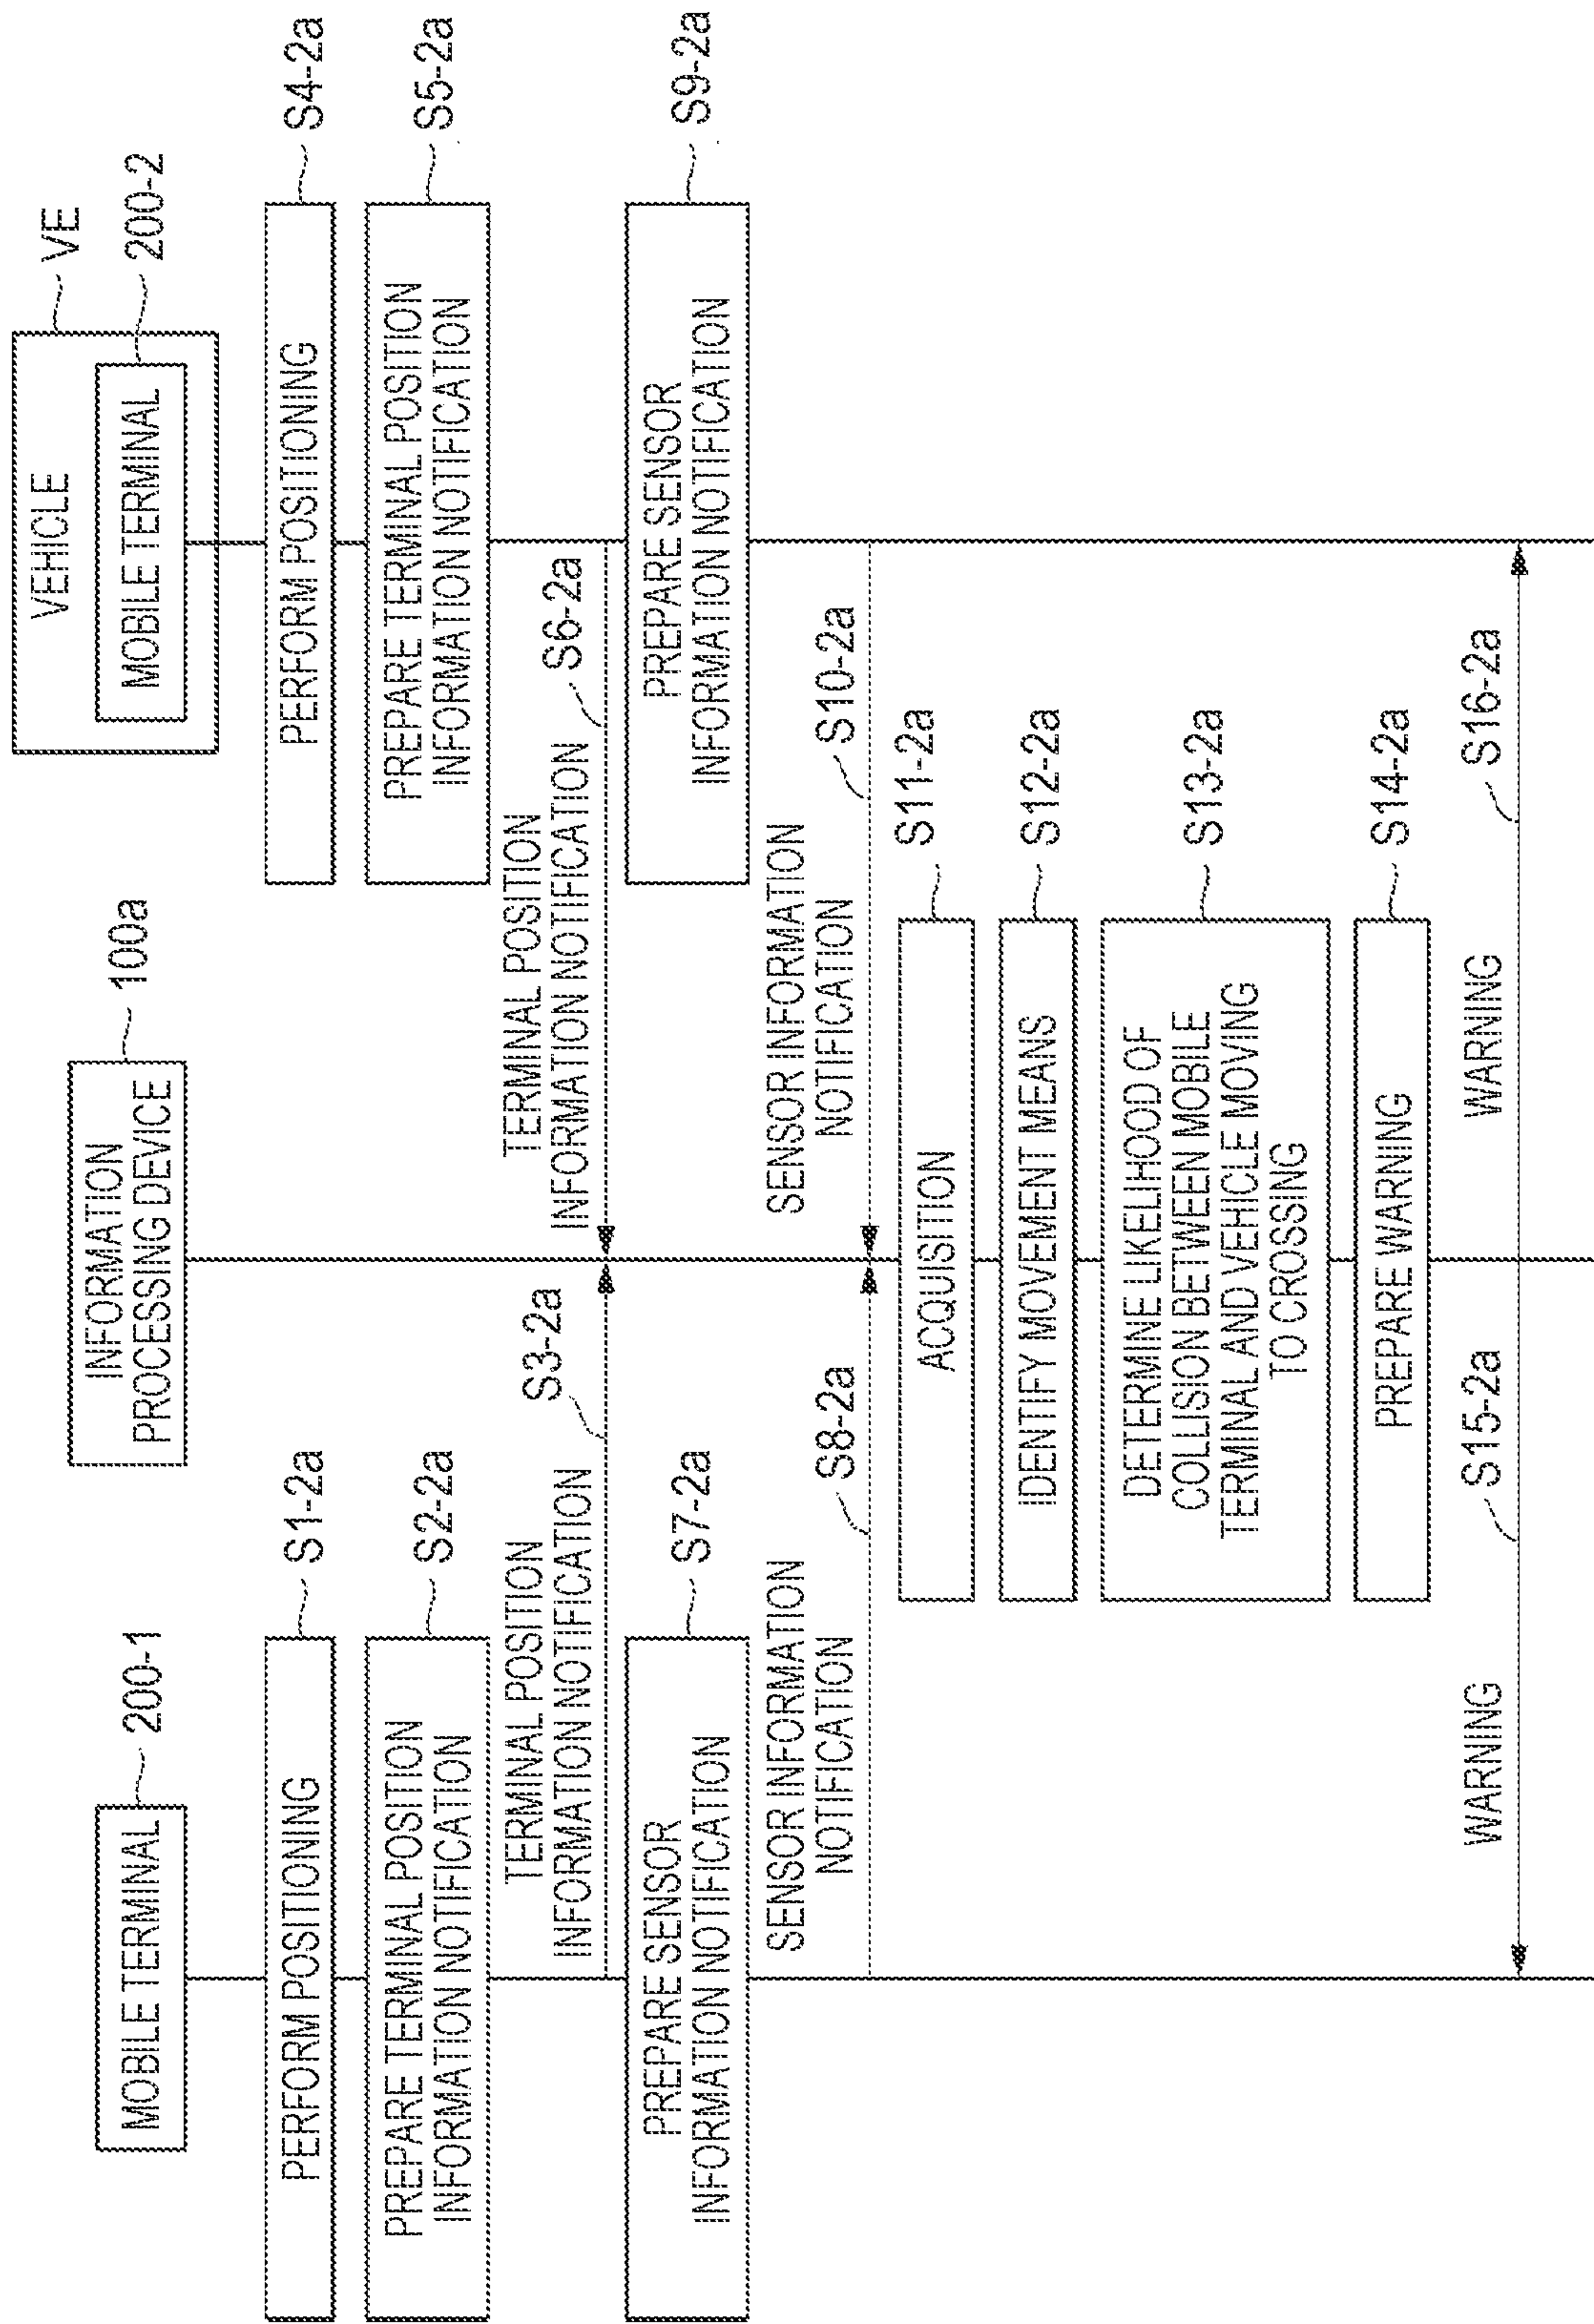 MOBILE TERMINAL
200-1
INFORMATION
PROCESSING DEVICE
100a
VEHICLE
VE
MOBILE TERMINAL
200-2
PERFORM POSITIONING
S1-2a
PERFORM POSITIONING
S4-2a
PREPARE TERMINAL POSITION
INFORMATION NOTIFICATION
S2-2a
PREPARE TERMINAL POSITION
INFORMATION NOTIFICATION
S5-2a
TERMINAL POSITION
INFORMATION NOTIFICATION
S3-2a
TERMINAL POSITION
INFORMATION NOTIFICATION
S6-2a
PREPARE SENSOR
INFORMATION NOTIFICATION
S7-2a
PREPARE SENSOR
INFORMATION NOTIFICATION
S9-2a
SENSOR INFORMATION
NOTIFICATION
S8-2a
SENSOR INFORMATION
NOTIFICATION
S10-2a
ACQUISITION
S11-2a
IDENTIFY MOVEMENT MEANS
S12-2a
DETERMINE LIKELIHOOD OF
COLLISION BETWEEN MOBILE
TERMINAL AND VEHICLE MOVING
TO CROSSING
S13-2a
PREPARE WARNING
S14-2a
WARNING
S15-2a
WARNING
S16-2a